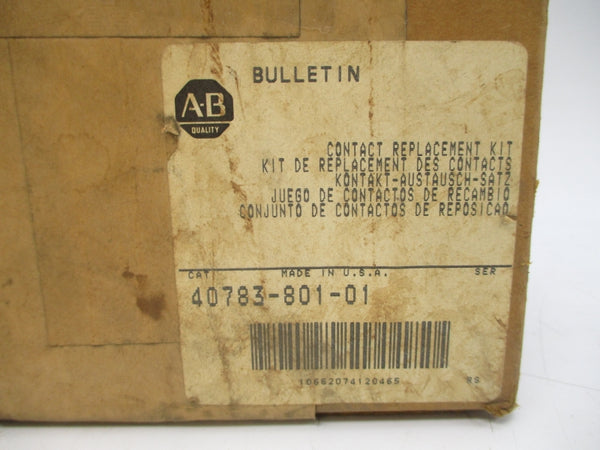 BULLETIN
A-B
QUALITY
CONTACT REPLACEMENT KIT
KIT DE REPLACEMENT DES CONTACTS
KONTAKT-AUSTAUSCH-SATZ
JUEGO DE CONTACTOS DE RECAMBIO
CONJUNTO DE CONTACTOS DE REPOSICAO
CAT MADE IN U.S.A. SER
40783-801-01
10662074120465 RS